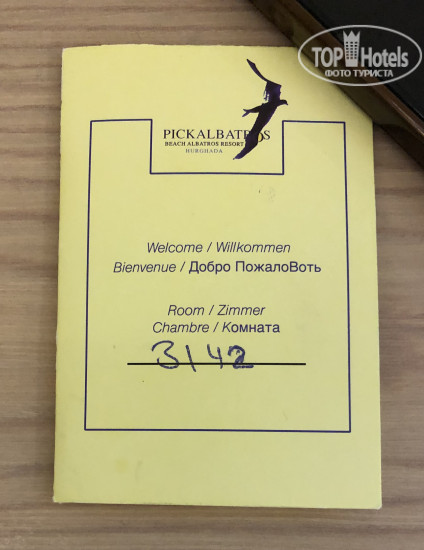 TOP Hotels
ФОТО ТУРИСТА
PICKALBATROS
BEACH ALBATROS RESORT
HURGHADA
Welcome / Willkommen
Bienvenue / Добро ПожалоВоть
Room / Zimmer
Chambre / Комната
3142